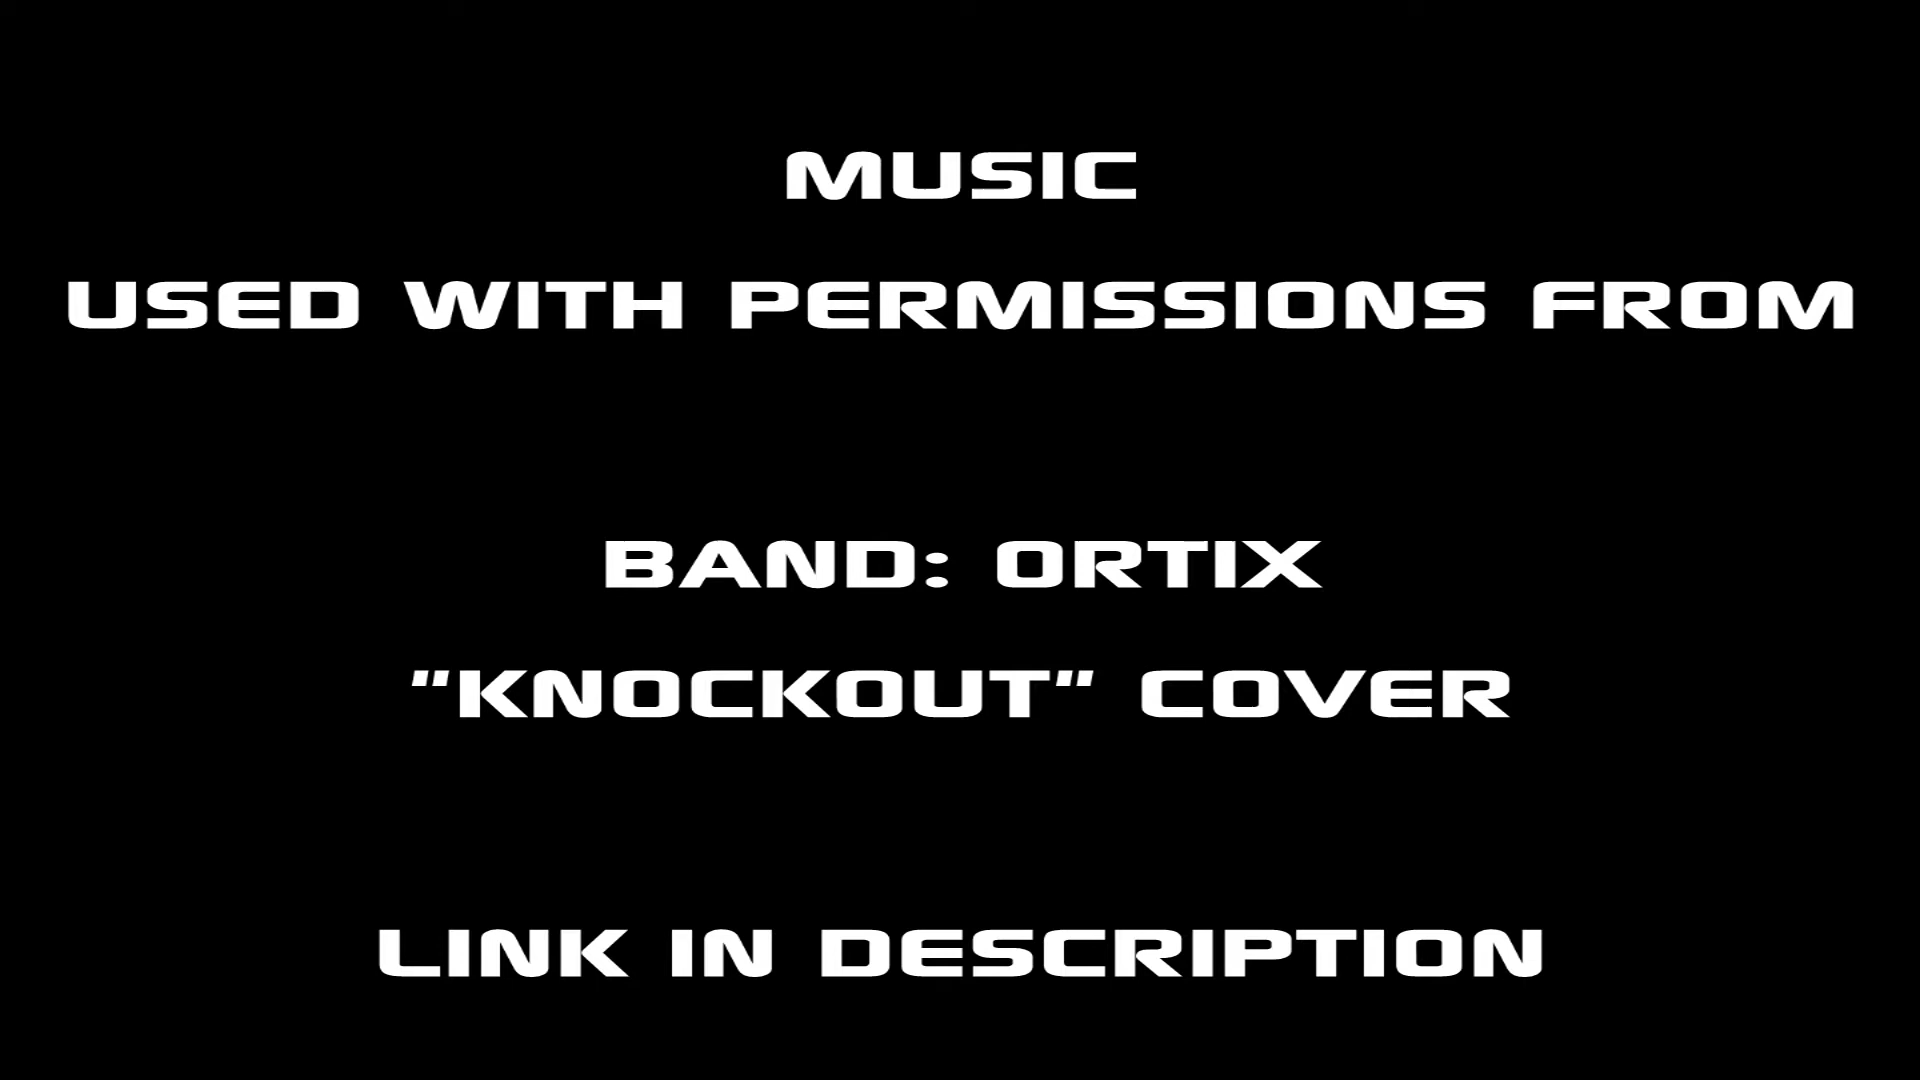 MUSIC
USED WITH PERMISSIONS FROM
BAND: ORTIX
"KNOCKOUT" COVER
LINK IN DESCRIPTION